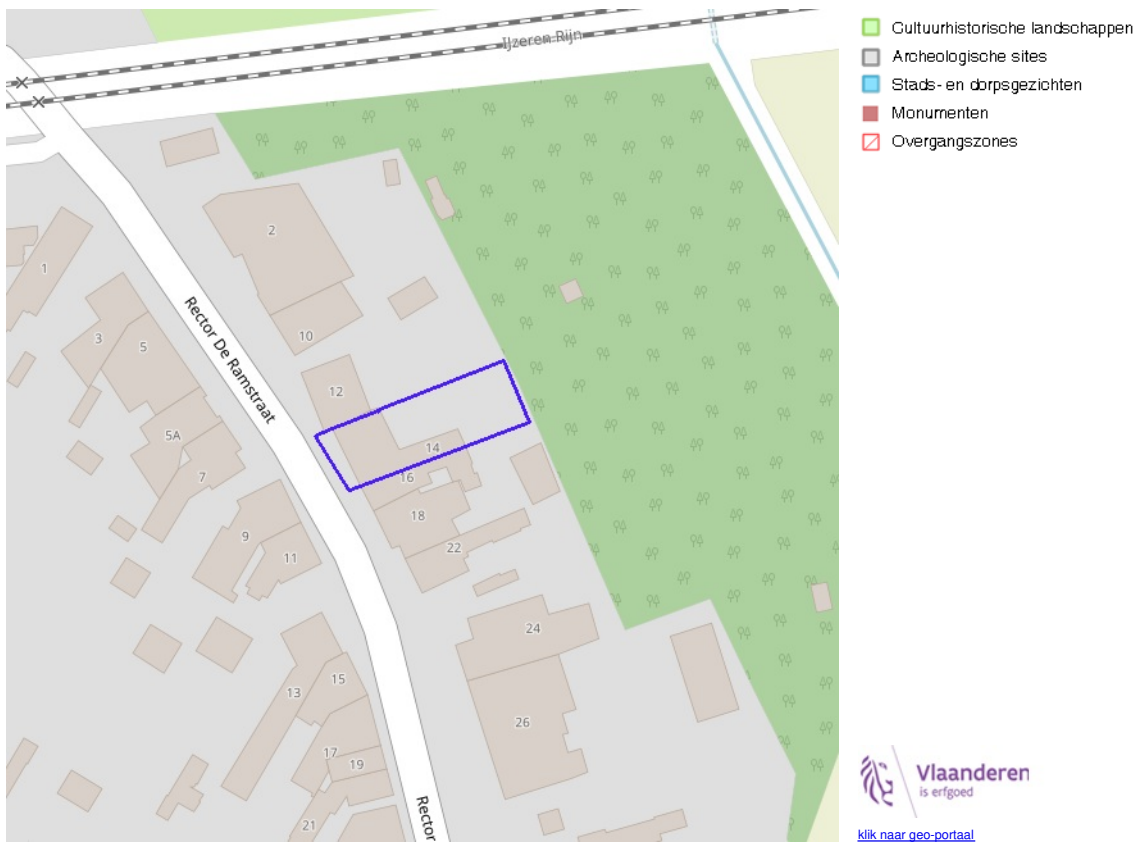 IJzeren Rijn
2
1
10
3
5
Rector De Ramstraat
12
5A
14
7
16
18
9
22
11
24
15
13
26
17
19
Rector
21
Cultuurhistorische landschappen
Archeologische sites
Stads- en dorpsgezichten
Monumenten
Overgangszones
Vlaanderen
is erfgoed
klik naar geo-portaal